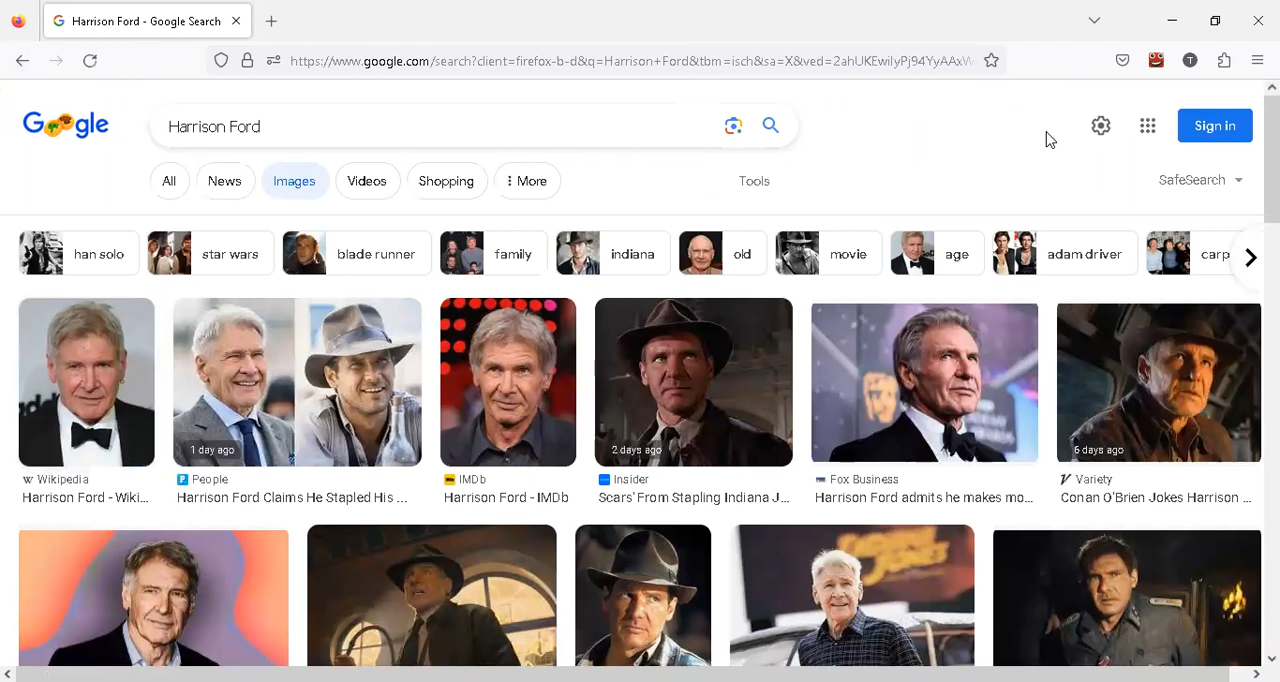 Harrison Ford - Google Search
https://www.google.com/search?client=firefox-b-d&q=Harrison+Ford&tbm=isch&sa=X&ved=2ahUKEwilyPj94YyAAxW
Google
Harrison Ford
Sign in
All
News
Images
Videos
Shopping
More
Tools
SafeSearch
han solo
star wars
blade runner
family
indiana
old
movie
age
adam driver
carp
1 day ago
2 days ago
6 days ago
Wikipedia
Harrison Ford - Wiki...
People
Harrison Ford Claims He Stapled His ...
IMDb
Harrison Ford - IMDb
Insider
Scars' From Stapling Indiana J...
Fox Business
Harrison Ford admits he makes mo...
Variety
Conan O'Brien Jokes Harrison ...